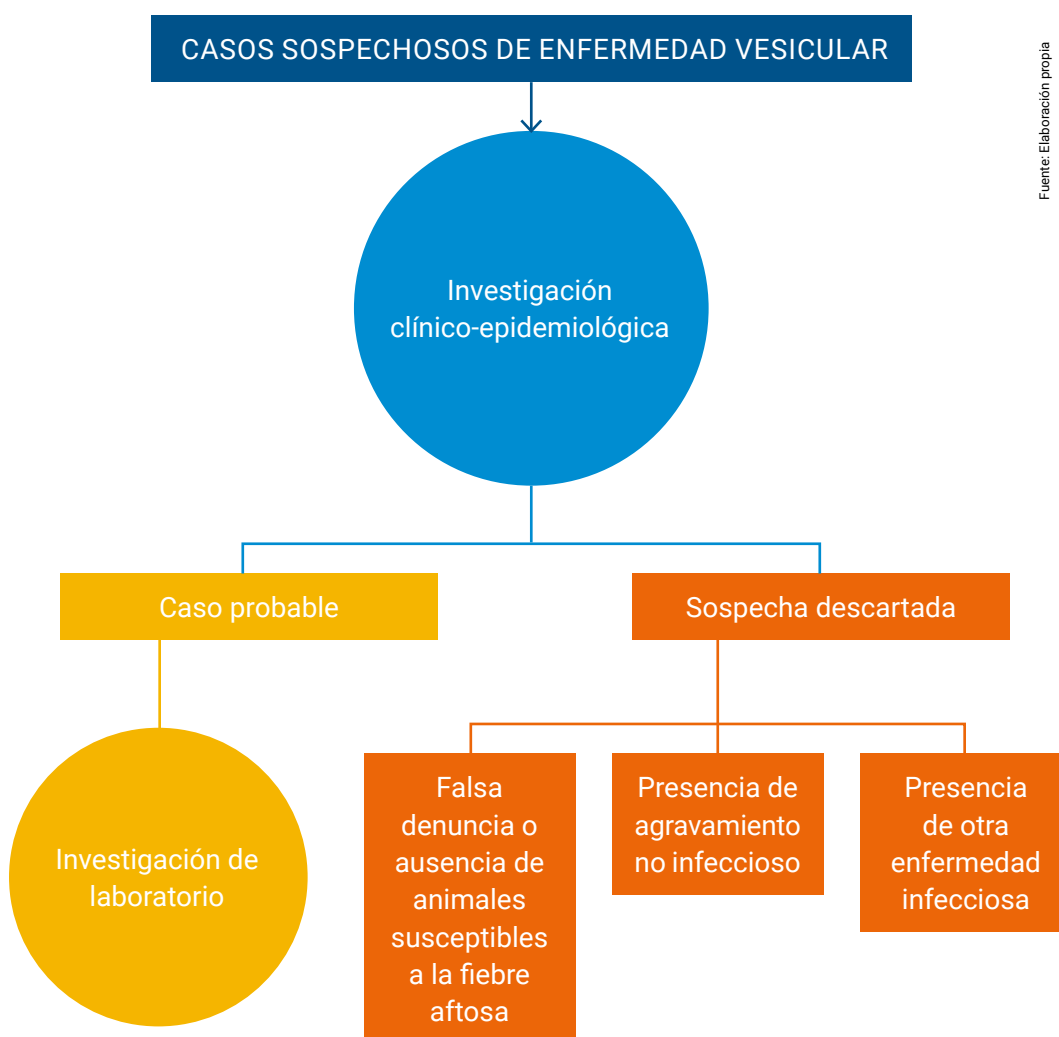 CASOS SOSPECHOSOS DE ENFERMEDAD VESICULAR
Fuente: Elaboración propia
Investigación
clínico-epidemiológica
Caso probable
Sospecha descartada
Investigación de
laboratorio
Falsa
denuncia o
ausencia de
animales
susceptibles
a la fiebre
aftosa
Presencia de
agravamiento
no infeccioso
Presencia
de otra
enfermedad
infecciosa